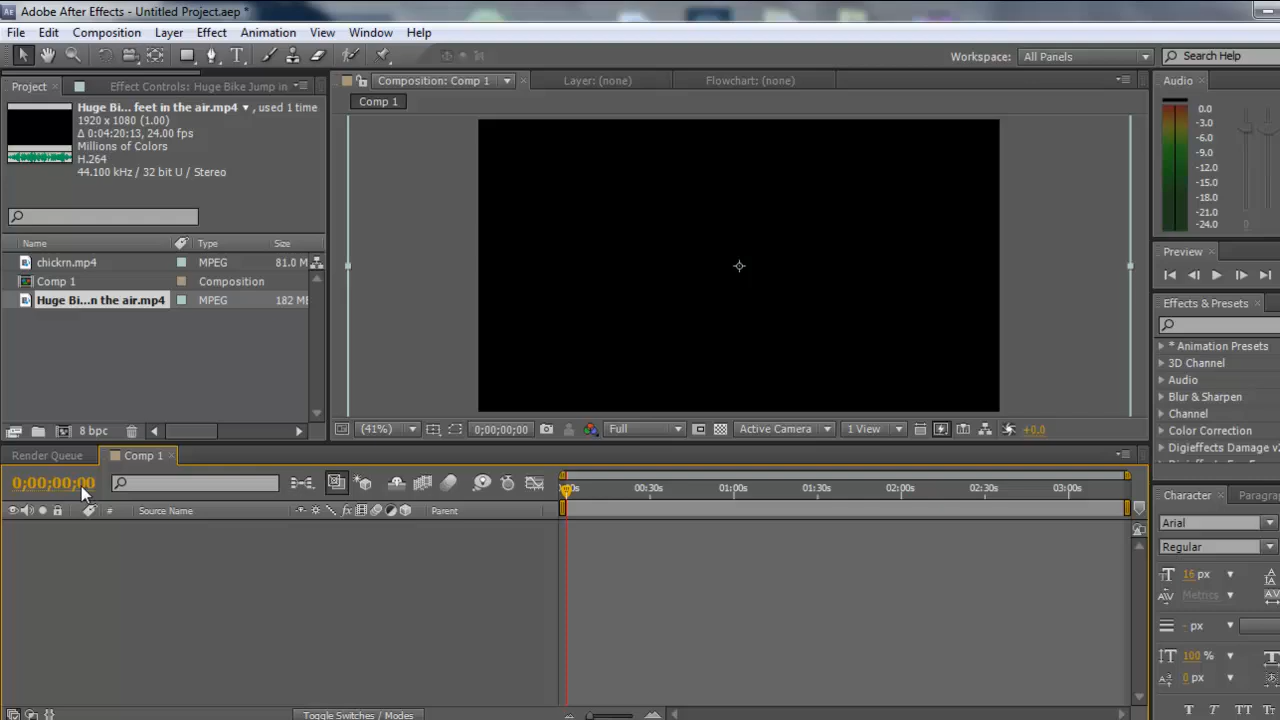 Adobe After Effects - Untitled Project.aep *
File Edit Composition Layer Effect Animation View Window Help
Workspace: All Panels Search Help
Project Effect Controls: Huge Bike Jump in
Composition: Comp 1 Layer: (none) Flowchart: (none)
Audio
Comp 1
Huge Bi... feet in the air.mp4 , used 1 time
1920 x 1080 (1.00)
Δ 0:04:20:13, 24.00 fps
Millions of Colors
H.264
44.100 kHz / 32 bit U / Stereo
0.0
-3.0
-6.0
-9.0
-12.0
-15.0
-18.0
-21.0
-24.0
0
Name Type Size
chickrn.mp4 MPEG 81.0 M
Comp 1 Composition
Huge Bi...n the air.mp4 MPEG 182 ME
8 bpc
(41%) 0;00;00;00 Full Active Camera 1 View +0.0
Preview
Effects & Presets
* Animation Presets
3D Channel
Audio
Blur & Sharpen
Channel
Color Correction
Digieffects Damage v
Render Queue Comp 1
0;00;00;00
00s 00:30s 01:00s 01:30s 02:00s 02:30s 03:00s
# Source Name fx Parent
Toggle Switches / Modes
Character Paragra
Arial
Regular
16 px
Metrics
- px
100 %
0 px
T T TT Tt